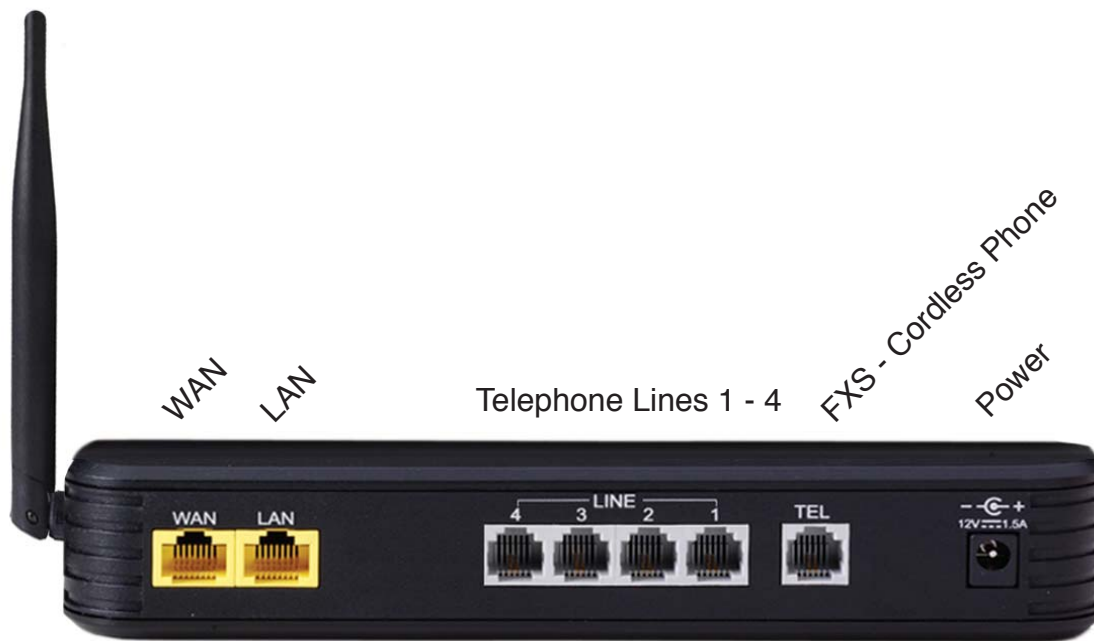 WAN
LAN
Telephone Lines 1 - 4
FXS - Cordless Phone
Power
WAN
LAN
LINE
4 3 2 1
TEL
- +
12V 1.5A